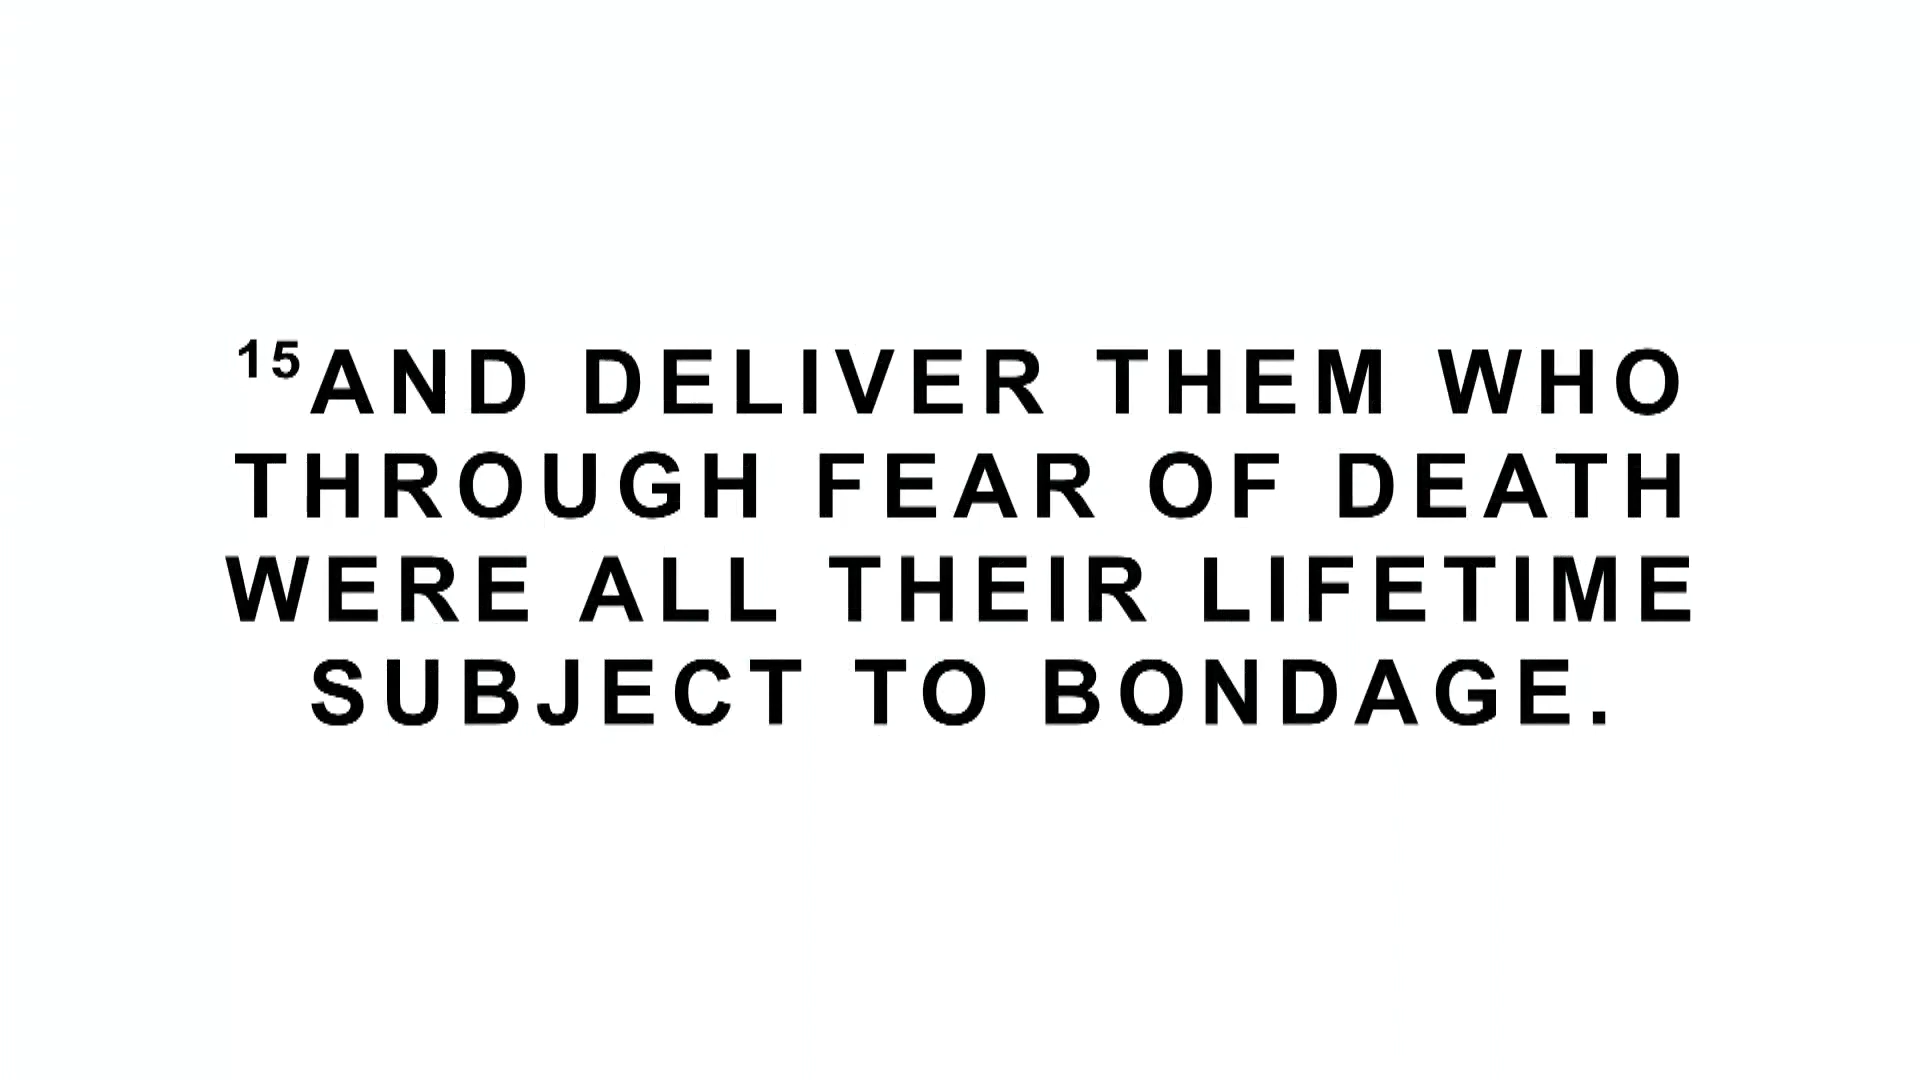 15AND DELIVER THEM WHO
THROUGH FEAR OF DEATH
WERE ALL THEIR LIFETIME
SUBJECT TO BONDAGE.